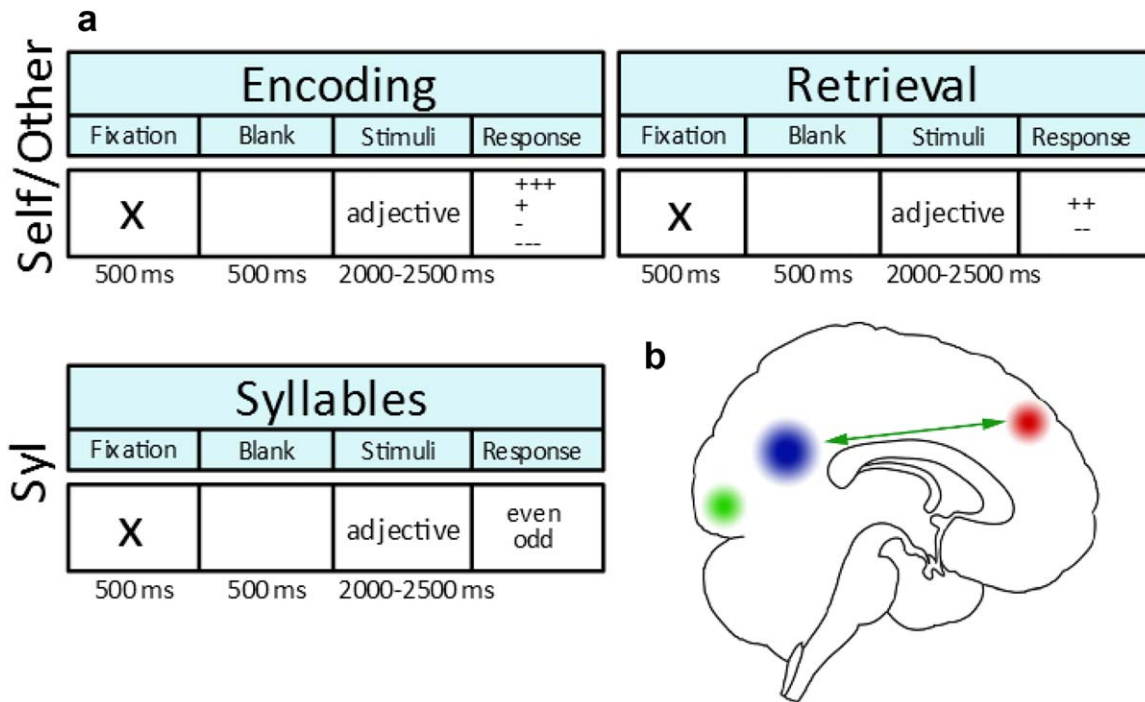 a
Self/Other
Encoding
Fixation Blank Stimuli Response
X adjective +++
+
-
---
500 ms 500 ms 2000-2500 ms
Retrieval
Fixation Blank Stimuli Response
X adjective ++
--
500 ms 500 ms 2000-2500 ms
Syl
Syllables
Fixation Blank Stimuli Response
X adjective even
odd
500 ms 500 ms 2000-2500 ms
b